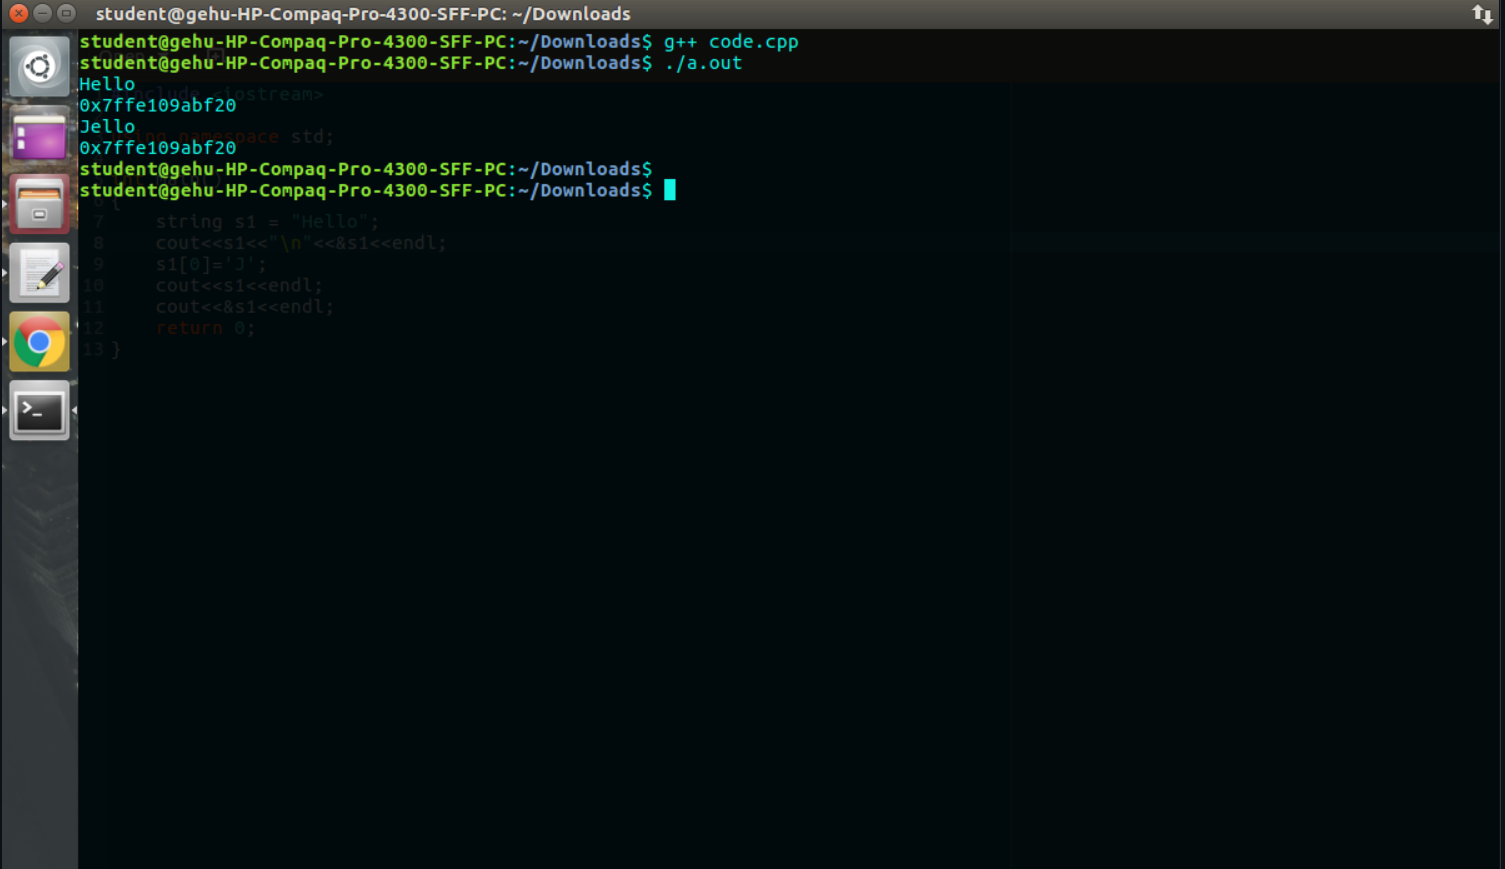 student@gehu-HP-Compaq-Pro-4300-SFF-PC: ~/Downloads
student@gehu-HP-Compaq-Pro-4300-SFF-PC:~/Downloads$ g++ code.cpp
student@gehu-HP-Compaq-Pro-4300-SFF-PC:~/Downloads$ ./a.out
Hello
<iostream>
0x7ffe109abf20
Jello
namespace std;
0x7ffe109abf20
student@gehu-HP-Compaq-Pro-4300-SFF-PC:~/Downloads$
student@gehu-HP-Compaq-Pro-4300-SFF-PC:~/Downloads$
6 {
7 string s1 = "Hello";
8 cout<<s1<<"\n"<<&s1<<endl;
9 s1[0]='J';
10 cout<<s1<<endl;
11 cout<<&s1<<endl;
12 return 0;
13 }